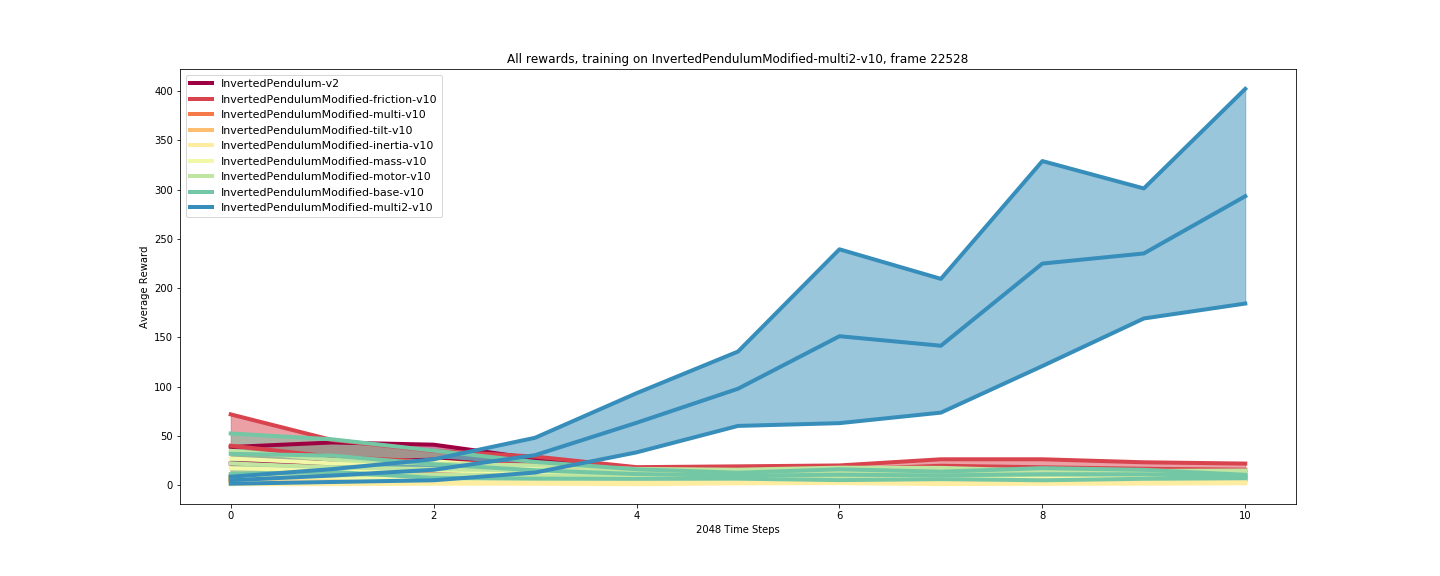 All rewards, training on InvertedPendulumModified-multi2-v10, frame 22528
InvertedPendulum-v2
InvertedPendulumModified-friction-v10
InvertedPendulumModified-multi-v10
InvertedPendulumModified-tilt-v10
InvertedPendulumModified-inertia-v10
InvertedPendulumModified-mass-v10
InvertedPendulumModified-motor-v10
InvertedPendulumModified-base-v10
InvertedPendulumModified-multi2-v10
Average Reward
400
350
300
250
200
150
100
50
0
0 2 4 6 8 10
2048 Time Steps